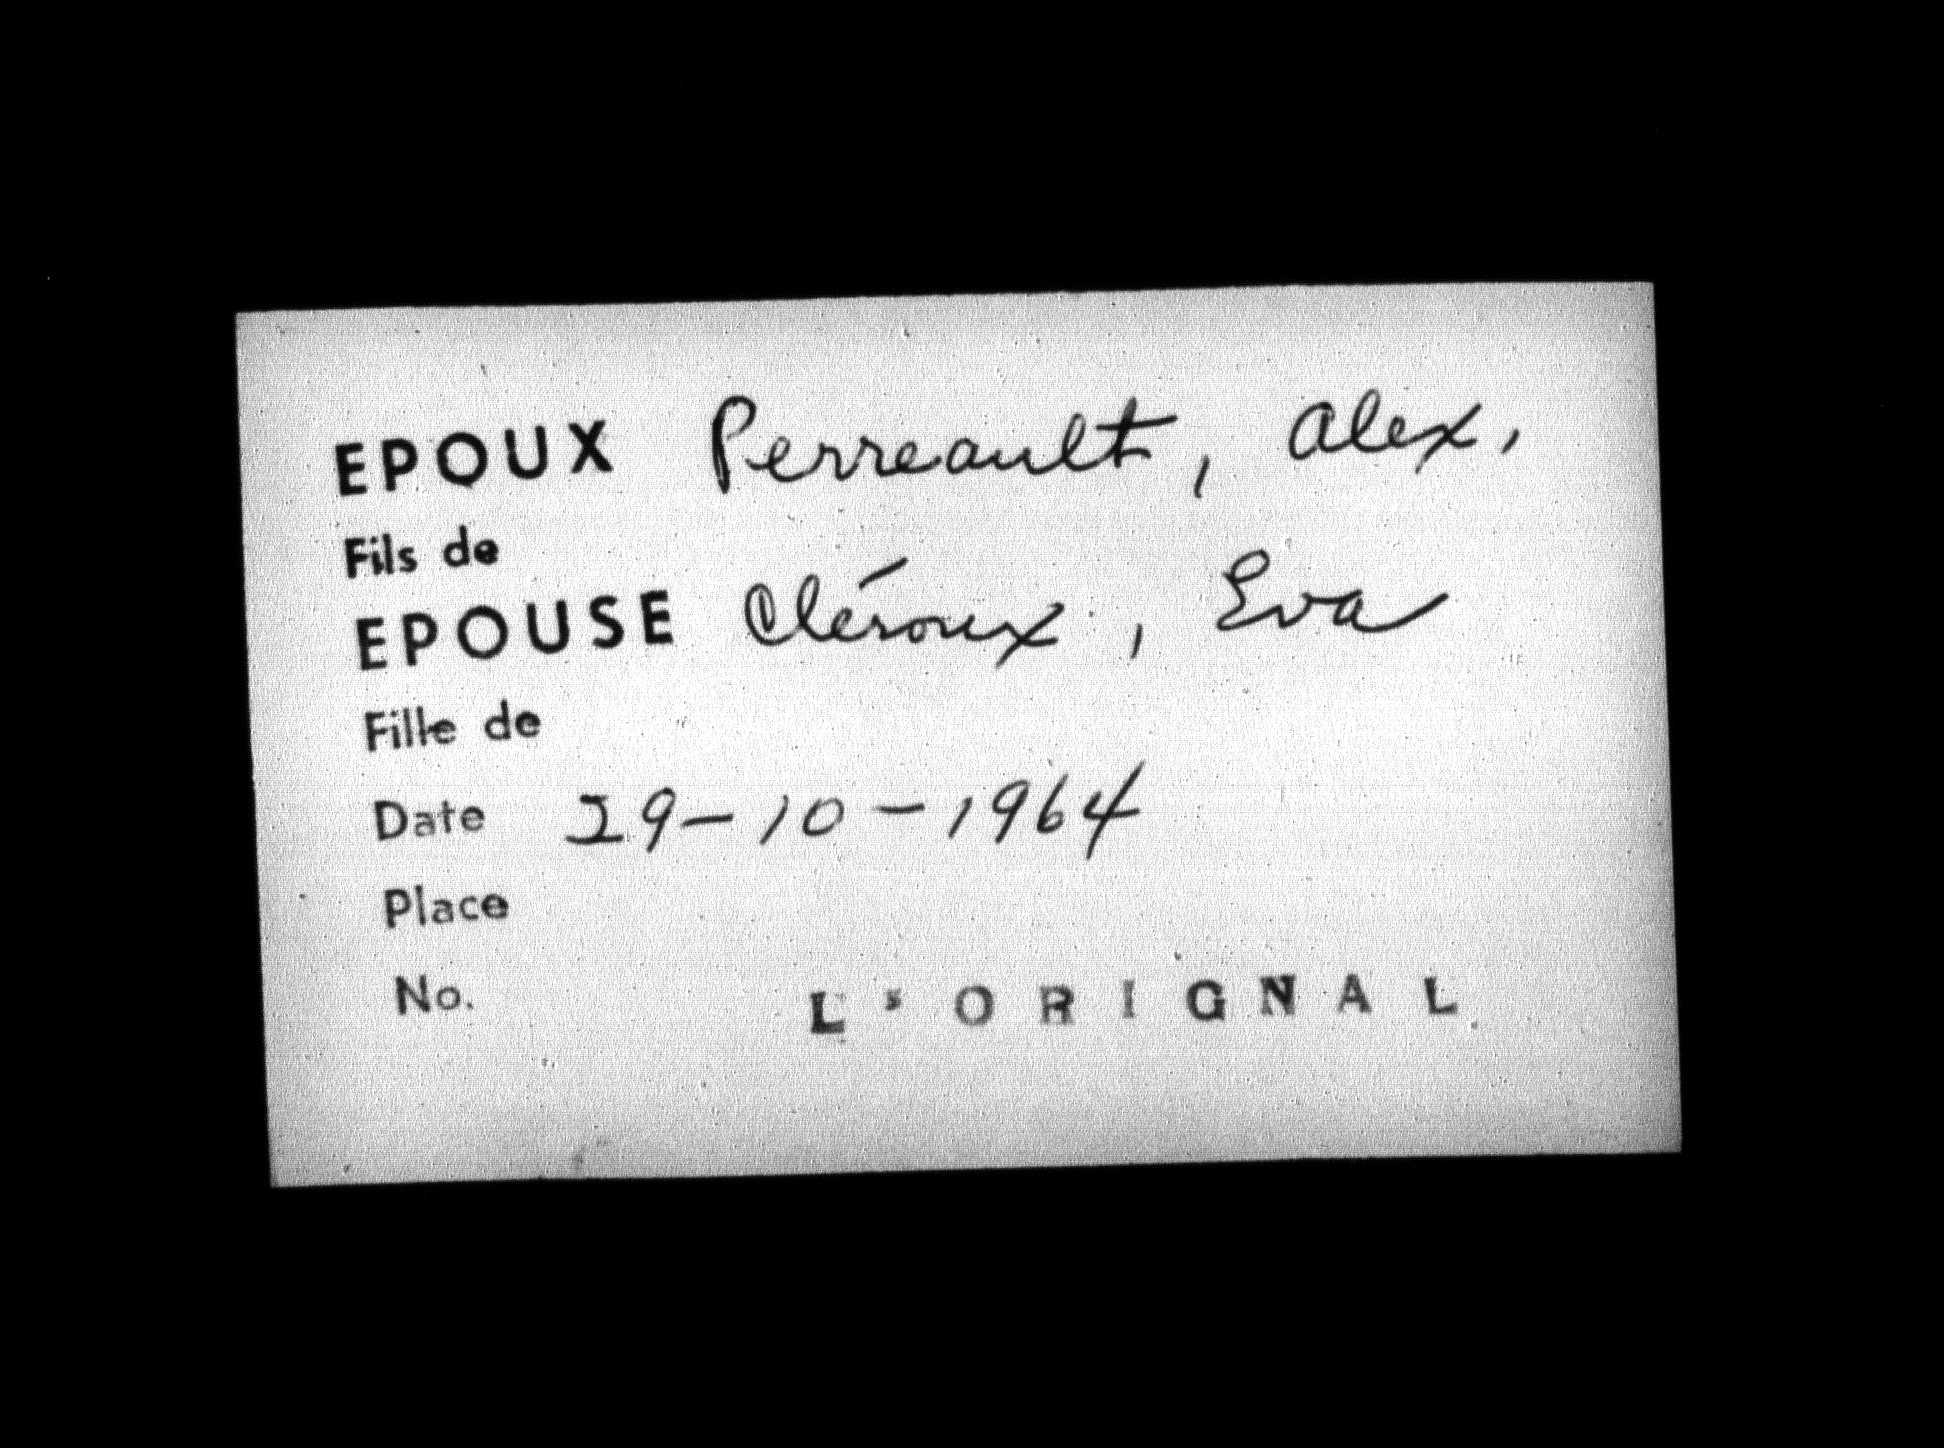 EPOUX Perreault, Alex,
Fils de
EPOUSE Cléroux, Eva
Fille de
Date 29-10-1964
Place
No.
L'ORIGNAL